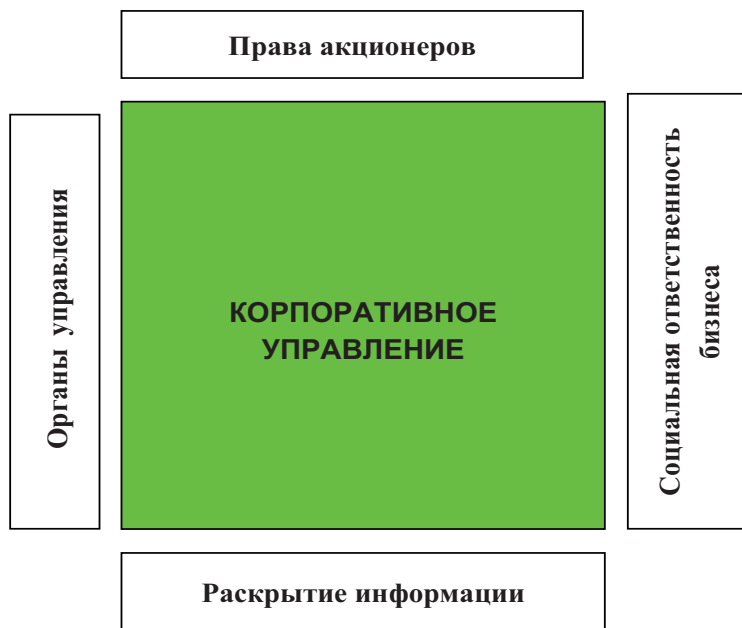 Права акционеров
Органы управления
КОРПОРАТИВНОЕ
УПРАВЛЕНИЕ
Социальная ответственность
бизнеса
Раскрытие информации